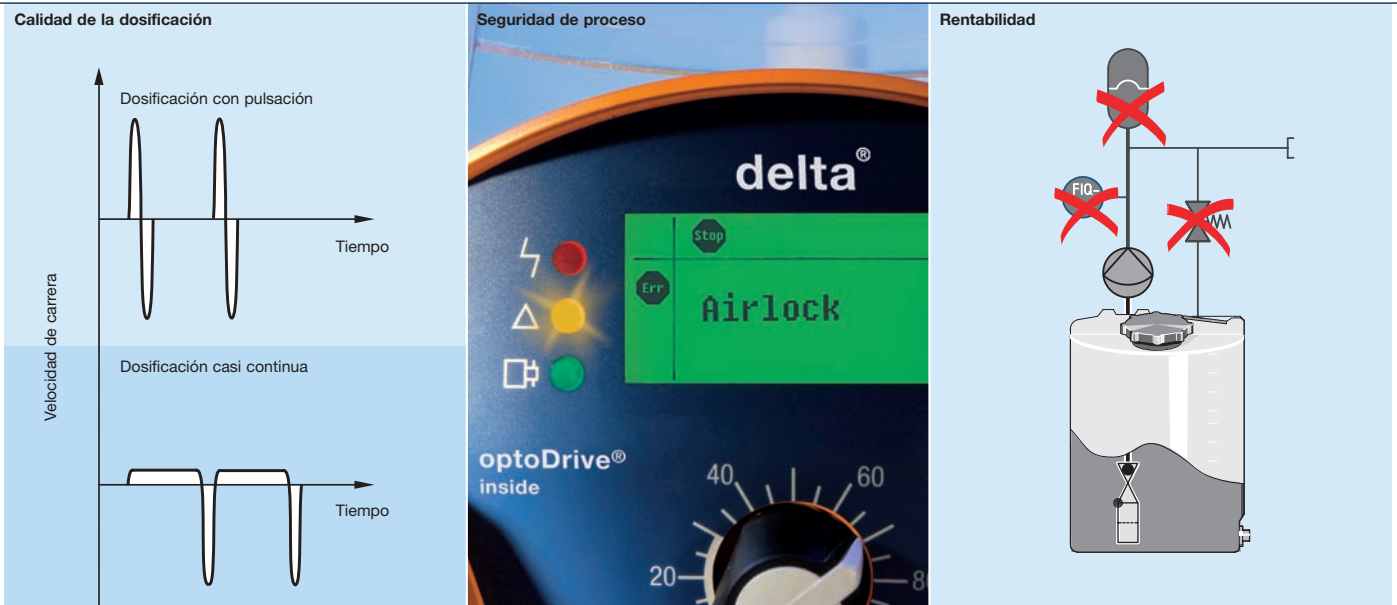 Calidad de la dosificación
Dosificación con pulsación
Tiempo
Velocidad de carrera
Dosificación casi continua
Tiempo
Seguridad de proceso
delta®
Stop
Err
Airlock
optoDrive®
inside
40
60
20
80
Rentabilidad
FIQ-